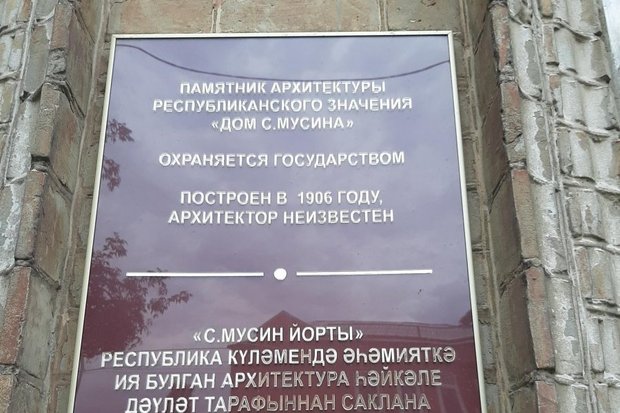 ПАМЯТНИК АРХИТЕКТУРЫ
РЕСПУБЛИКАНСКОГО ЗНАЧЕНИЯ
«ДОМ С.МУСИНА»
ОХРАНЯЕТСЯ ГОСУДАРСТВОМ
ПОСТРОЕН В 1906 ГОДУ,
АРХИТЕКТОР НЕИЗВЕСТЕН
«С.МУСИН ЙОРТЫ»
РЕСПУБЛИКА КҮЛӘМЕНДӘ ӘҺӘМИЯТКӘ
ИЯ БУЛГАН АРХИТЕКТУРА ҺӘЙКӘЛЕ
ДӘҮЛӘТ ТАРАФЫННАН САКЛАНА